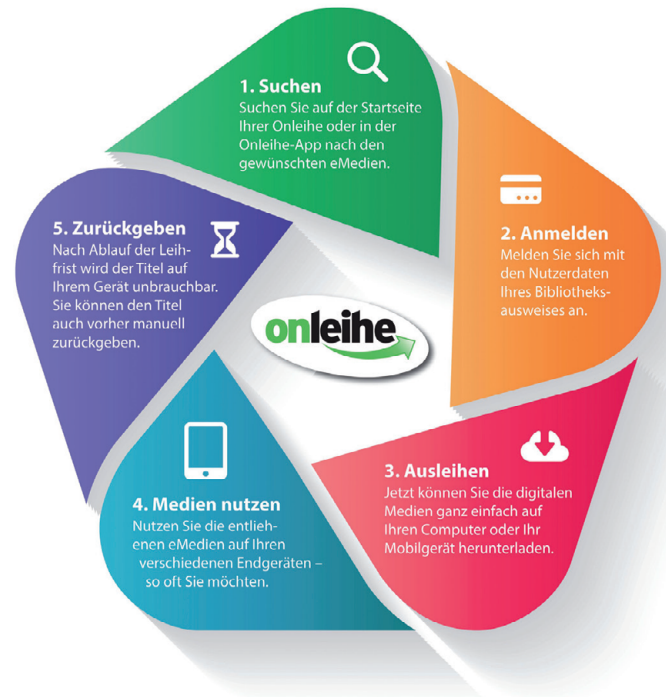 1. Suchen
Suchen Sie auf der Startseite
Ihrer Onleihe oder in der
Onleihe-App nach den
gewünschten eMedien.
2. Anmelden
Melden Sie sich mit
den Nutzerdaten
Ihres Bibliotheks-
ausweises an.
3. Ausleihen
Jetzt können Sie die digitalen
Medien ganz einfach auf
Ihren Computer oder Ihr
Mobilgerät herunterladen.
4. Medien nutzen
Nutzen Sie die entlieh-
enen eMedien auf Ihren
verschiedenen Endgeräten –
so oft Sie möchten.
5. Zurückgeben
Nach Ablauf der Leih-
frist wird der Titel auf
Ihrem Gerät unbrauchbar.
Sie können den Titel
auch vorher manuell
zurückgeben.
onleihe